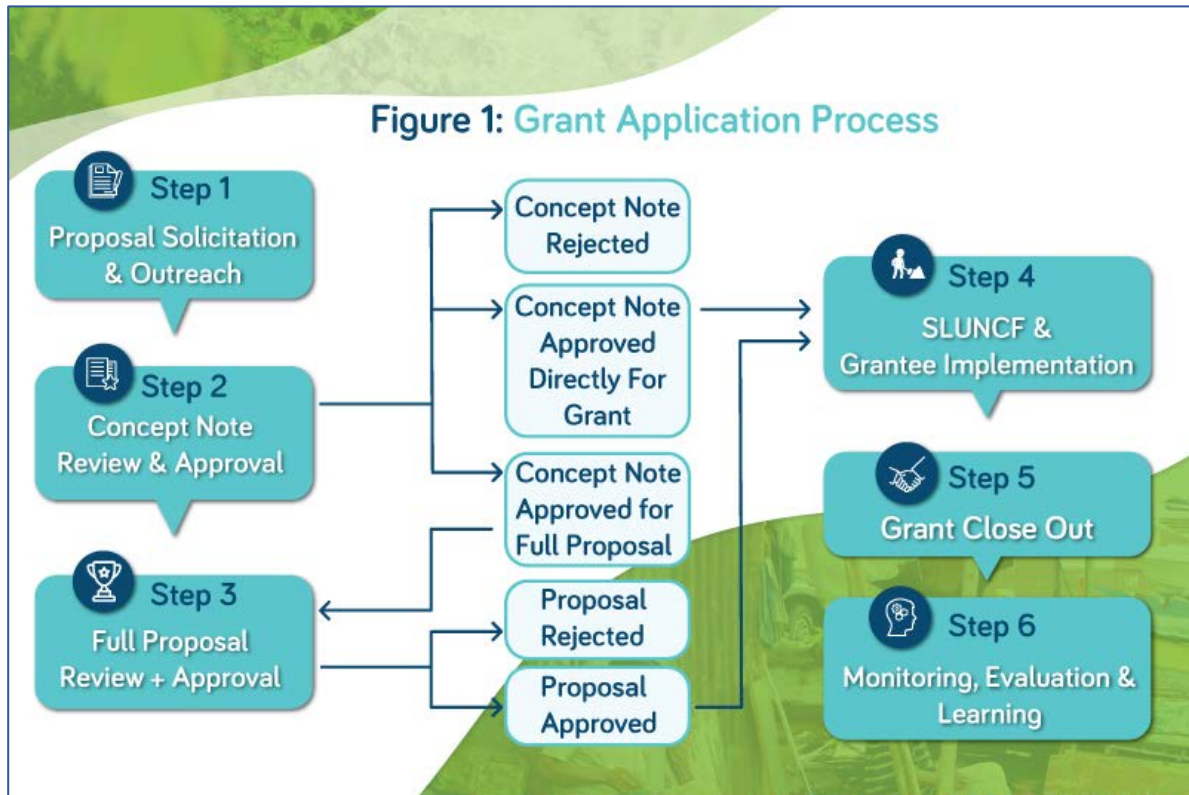 Figure 1: Grant Application Process
Step 1
Proposal Solicitation
& Outreach
Step 2
Concept Note
Review & Approval
Step 3
Full Proposal
Review + Approval
Concept Note
Rejected
Concept Note
Approved
Directly For
Grant
Concept Note
Approved for
Full Proposal
Proposal
Rejected
Proposal
Approved
Step 4
SLUNCF &
Grantee Implementation
Step 5
Grant Close Out
Step 6
Monitoring, Evaluation &
Learning